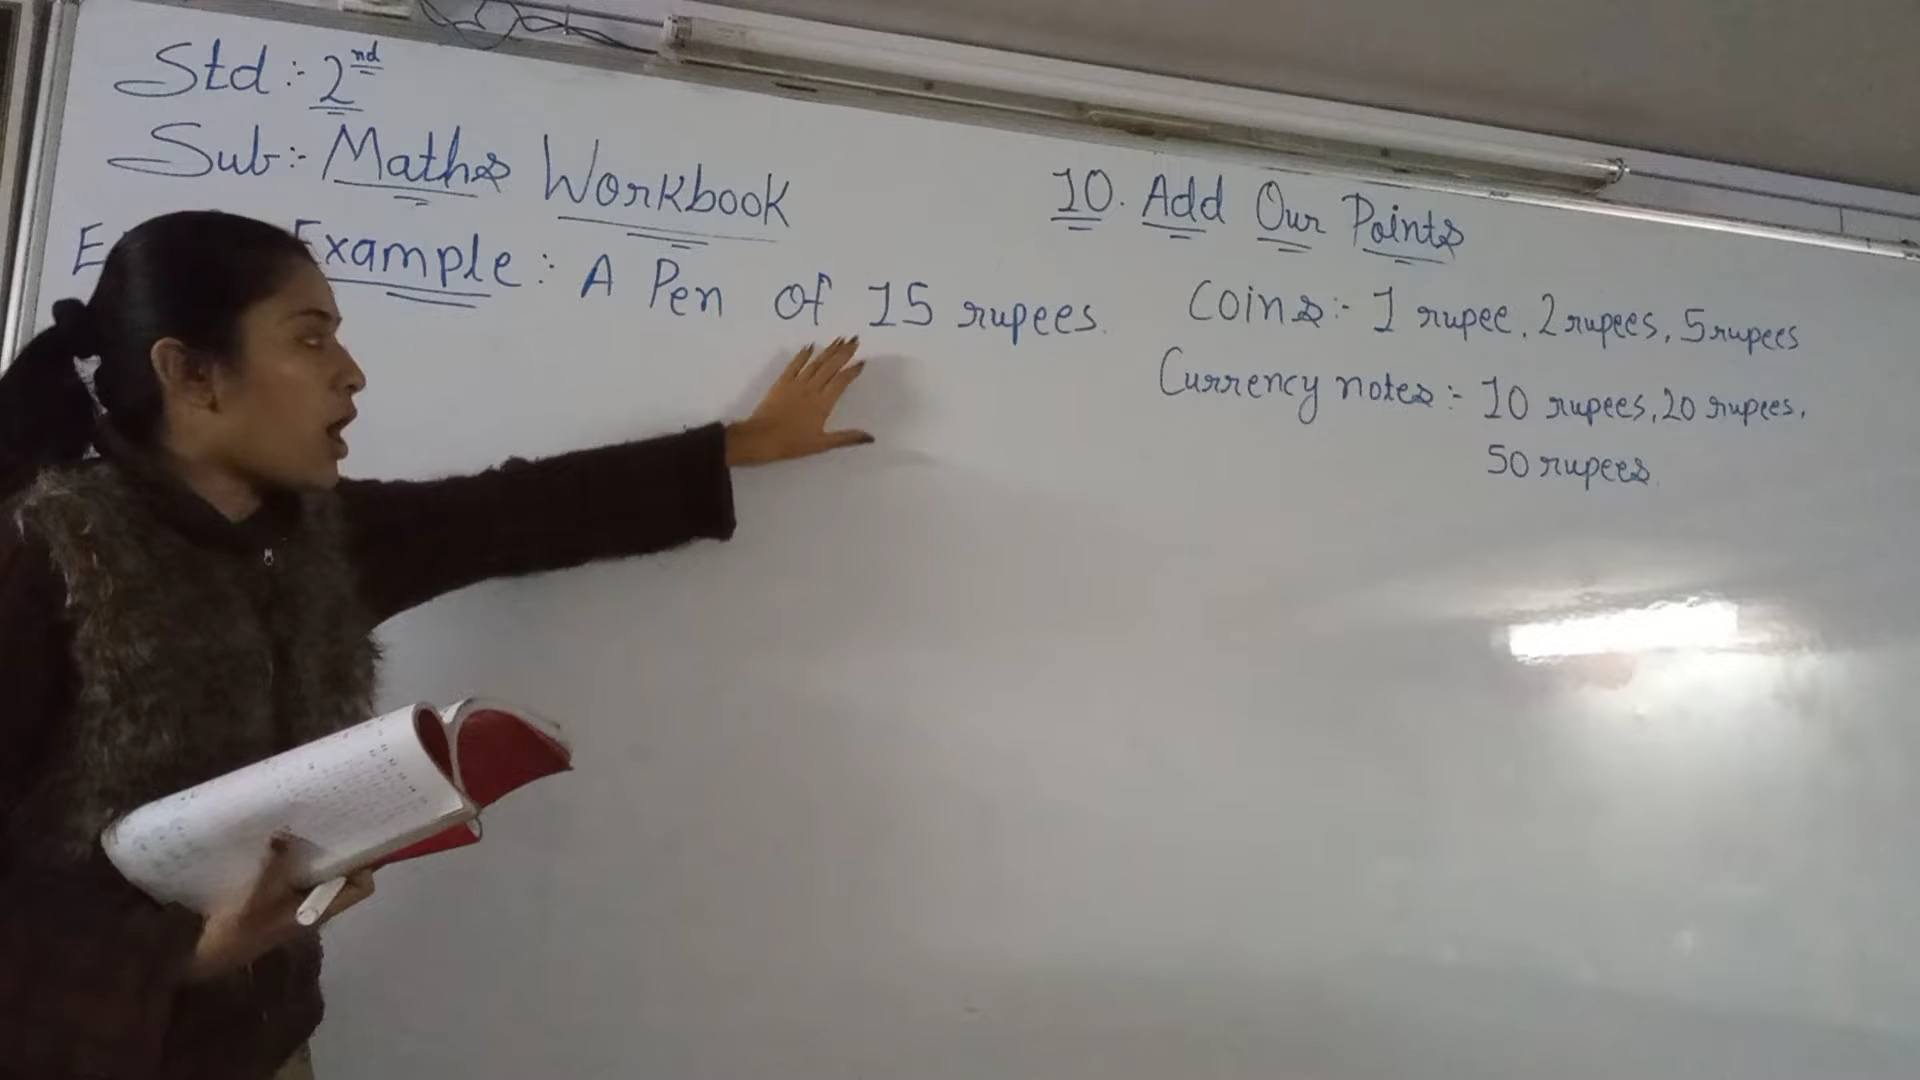 Std :- 2nd
Sub :- Maths Workbook
Example :- A Pen of 15 rupees.
10. Add Our Points
Coins :- 1 rupee, 2 rupees, 5 rupees
Currency notes :- 10 rupees, 20 rupees,
50 rupees.